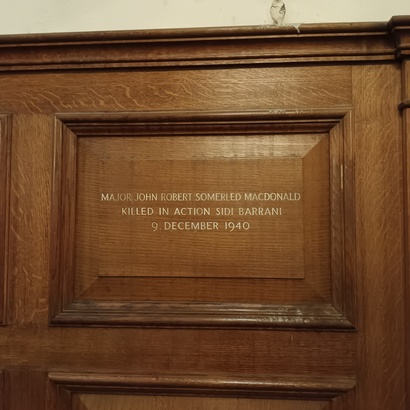 MAJOR JOHN ROBERT SOMERLED MACDONALD
KILLED IN ACTION SIDI BARRANI
9 DECEMBER 1940